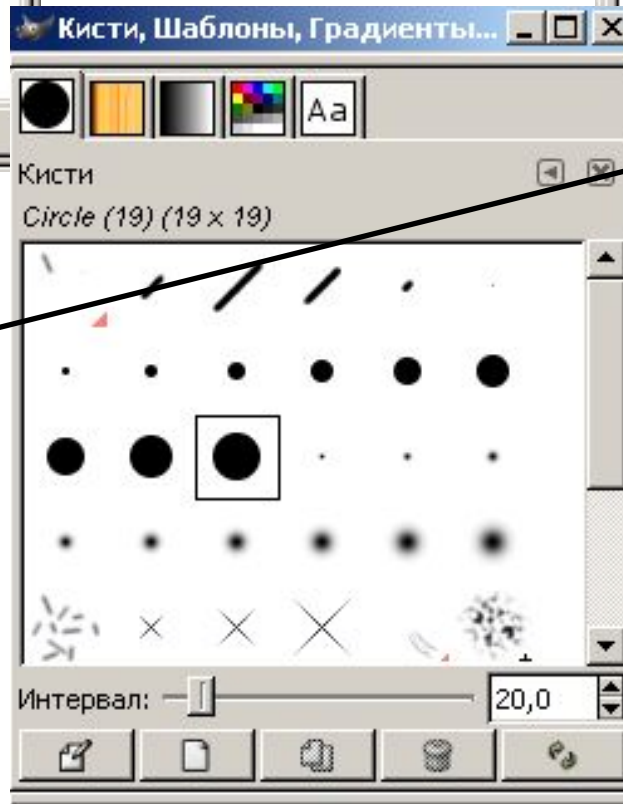 Кисти, Шаблоны, Градиенты...
Aa
Кисти
Circle (19) (19 x 19)
Интервал:
20,0